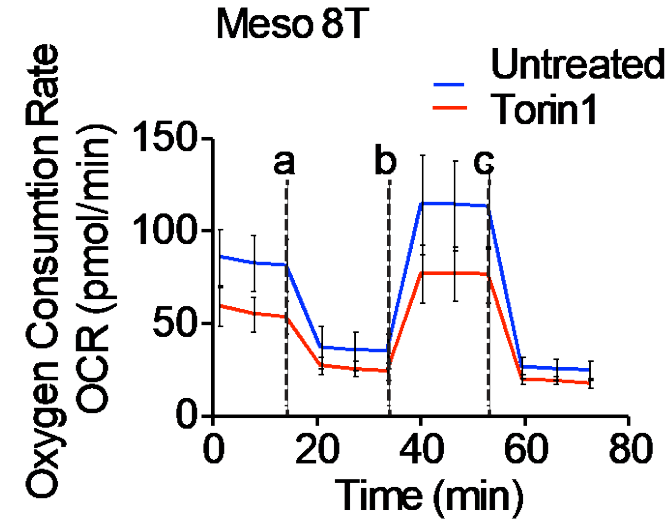 Meso 8T
Untreated
Torin1
Oxygen Consumtion Rate
OCR (pmol/min)
150
100
50
0
a
b
c
0
20
40
60
80
Time (min)